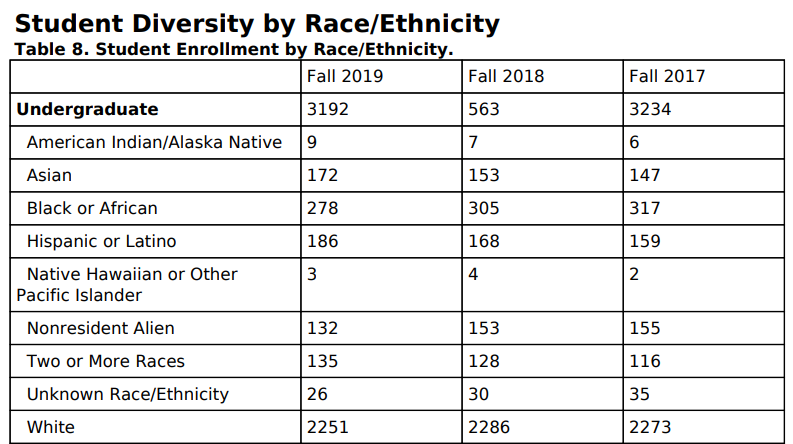 Student Diversity by Race/Ethnicity
Table 8. Student Enrollment by Race/Ethnicity.
Fall 2019 Fall 2018 Fall 2017
Undergraduate 3192 563 3234
American Indian/Alaska Native 9 7 6
Asian 172 153 147
Black or African 278 305 317
Hispanic or Latino 186 168 159
Native Hawaiian or Other 3 4 2
Pacific Islander
Nonresident Alien 132 153 155
Two or More Races 135 128 116
Unknown Race/Ethnicity 26 30 35
White 2251 2286 2273